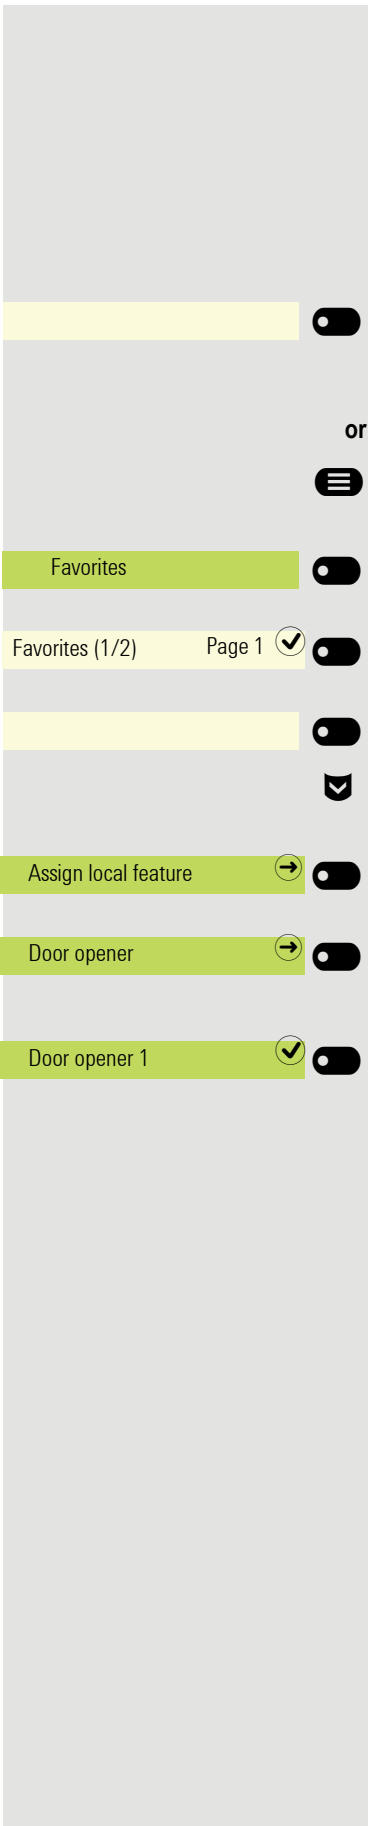 or
Favorites
Favorites (1/2) Page 1
Assign local feature
Door opener
Door opener 1